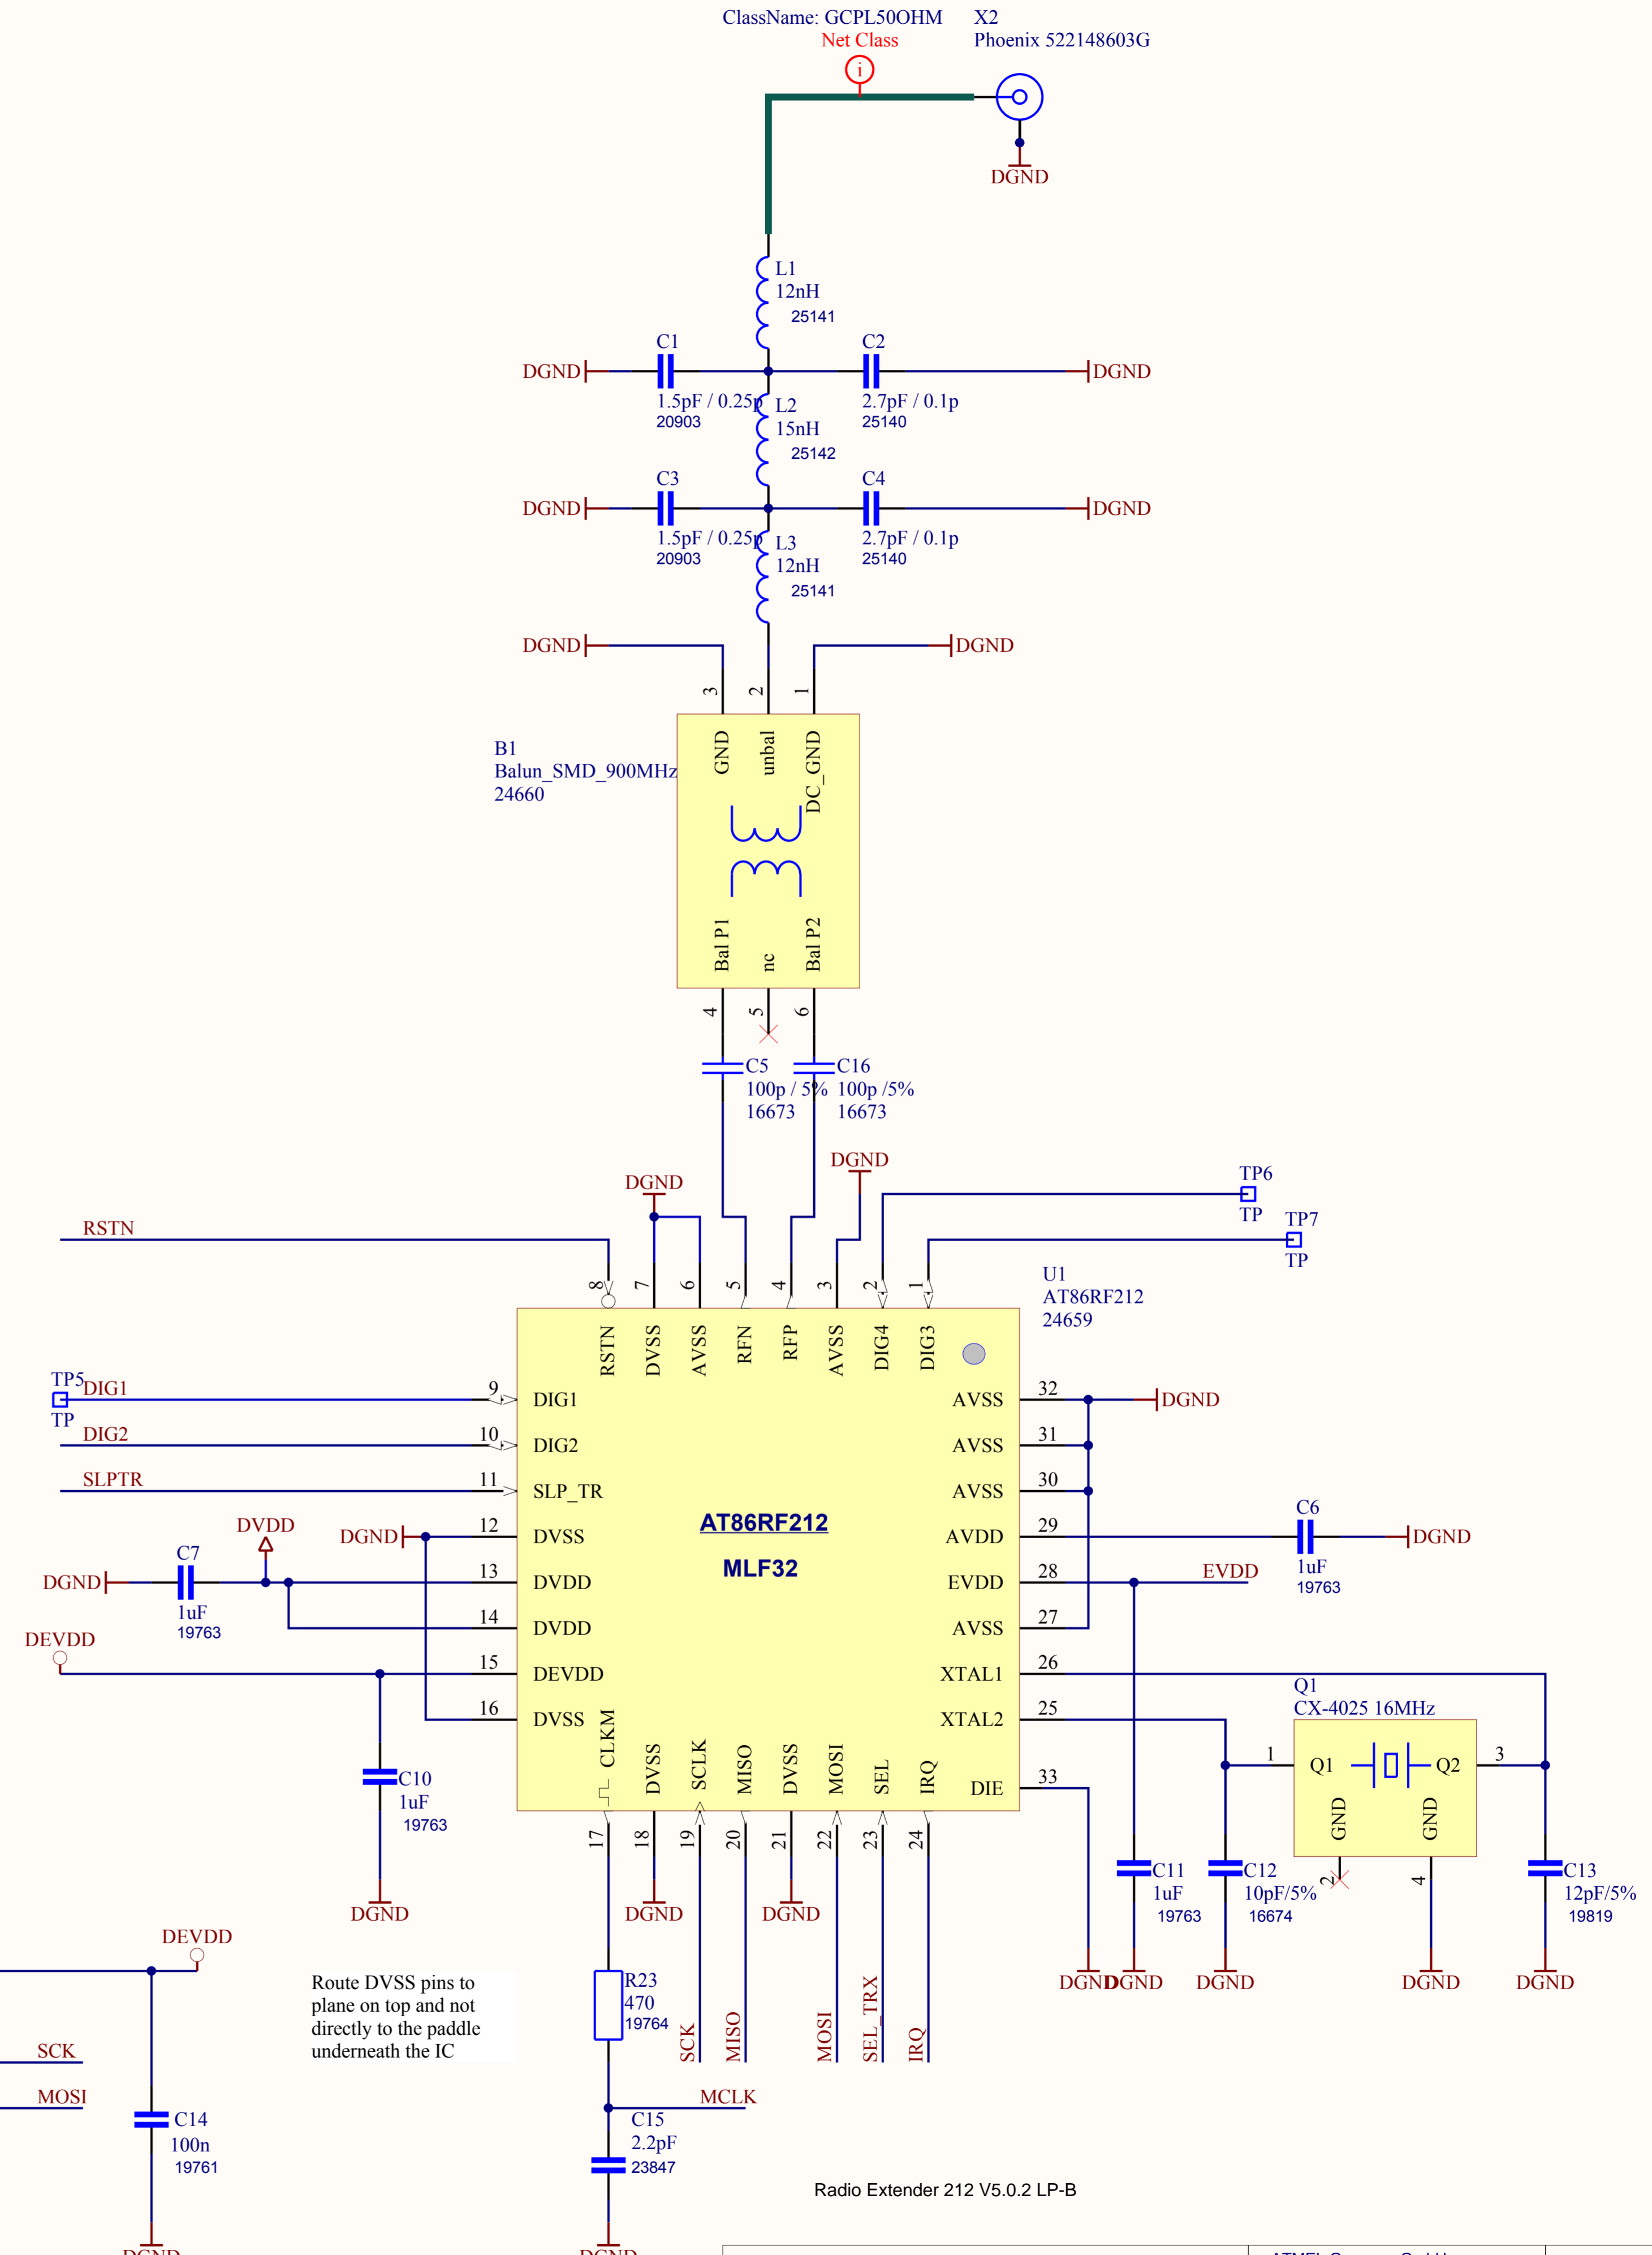 ClassName: GCPL50OHM
Net Class
i
X2
Phoenix 522148603G
DGND
L1
12nH
25141
C1
DGND
1.5pF / 0.25p
20903
C2
DGND
2.7pF / 0.1p
25140
L2
15nH
25142
C3
DGND
1.5pF / 0.25p
20903
C4
DGND
2.7pF / 0.1p
25140
L3
12nH
25141
DGND
DGND
3
2
1
B1
Balun_SMD_900MHz
24660
GND
unbal
DC_GND
Bal P1
nc
Bal P2
4
5
6
C5
100p / 5%
16673
C16
100p /5%
16673
DGND
DGND
TP6
TP
TP7
TP
RSTN
8
7
6
5
4
3
2
1
U1
AT86RF212
24659
RSTN
DVSS
AVSS
RFN
RFP
AVSS
DIG4
DIG3
TP5
TP
DIG1
9
DIG1
DIG2
10
DIG2
SLPTR
11
SLP_TR
DGND
12
DVSS
DVDD
C7
DGND
1uF
19763
13
DVDD
14
DVDD
DEVDD
15
DEVDD
16
DVSS
AT86RF212
MLF32
AVSS
32
DGND
AVSS
31
AVSS
30
AVDD
29
C6
1uF
19763
DGND
EVDD
28
EVDD
AVSS
27
XTAL1
26
XTAL2
25
DIE
33
Q1
CX-4025 16MHz
1
Q1
Q2
3
GND
GND
2
4
CLKM
DVSS
SCLK
MISO
DVSS
MOSI
SEL
IRQ
17
18
19
20
21
22
23
24
C10
1uF
19763
DGND
DGND
DGND
C11
1uF
19763
C12
10pF/5%
16674
C13
12pF/5%
19819
DGND
DGND
DGND
DGND
DGND
DEVDD
Route DVSS pins to
plane on top and not
directly to the paddle
underneath the IC
R23
470
19764
SCK
MISO
MOSI
SEL_TRX
IRQ
SCK
MOSI
MCLK
C14
100n
19761
C15
2.2pF
23847
Radio Extender 212 V5.0.2 LP-B